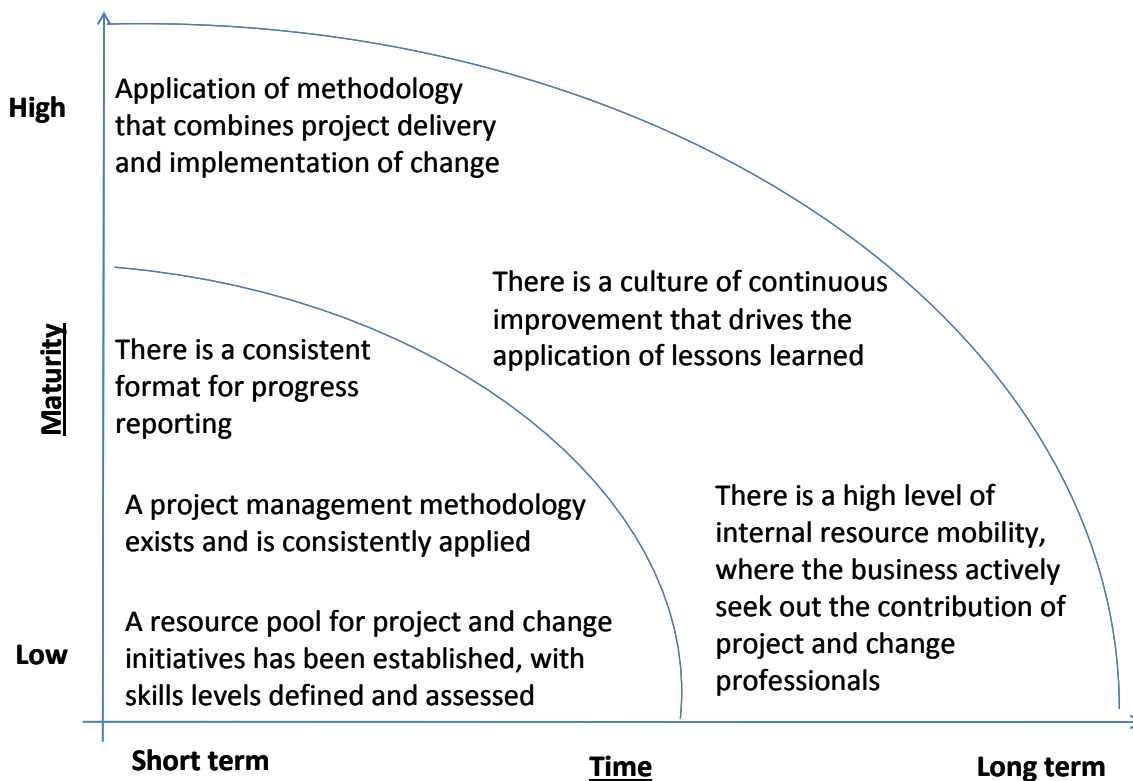 High
Application of methodology
that combines project delivery
and implementation of change
There is a culture of continuous
improvement that drives the
application of lessons learned
Maturity
There is a consistent
format for progress
reporting
A project management methodology
exists and is consistently applied
There is a high level of
internal resource mobility,
where the business actively
seek out the contribution of
project and change
professionals
Low
A resource pool for project and change
initiatives has been established, with
skills levels defined and assessed
Short term
Time
Long term